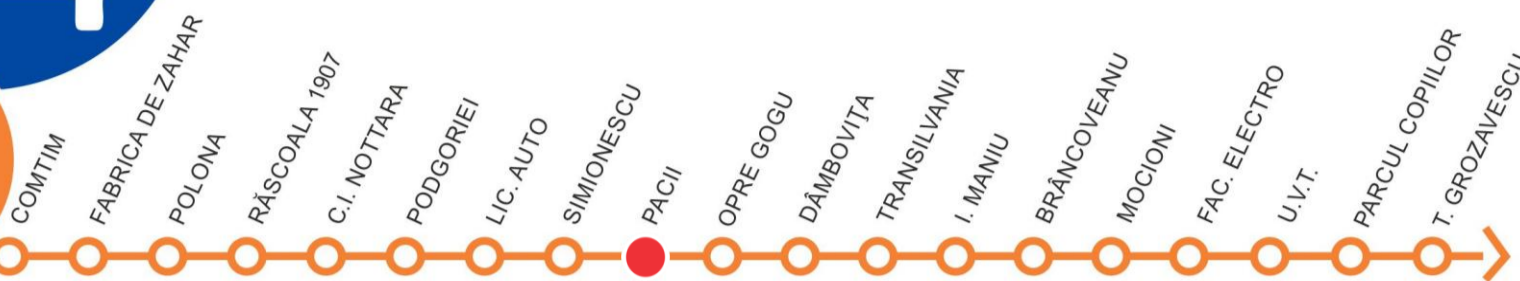 COMTIM
FABRICA DE ZAHAR
POLONA
RĂSCOALA 1907
C.I. NOTTARA
PODGORIEI
LIC. AUTO
SIMIONESCU
PACII
OPRE GOGU
DÂMBOVIȚA
TRANSILVANIA
I. MANIU
BRÂNCOVEANU
MOCIONI
FAC. ELECTRO
U.V.T.
PARCUL COPIILOR
T. GROZAVESCU